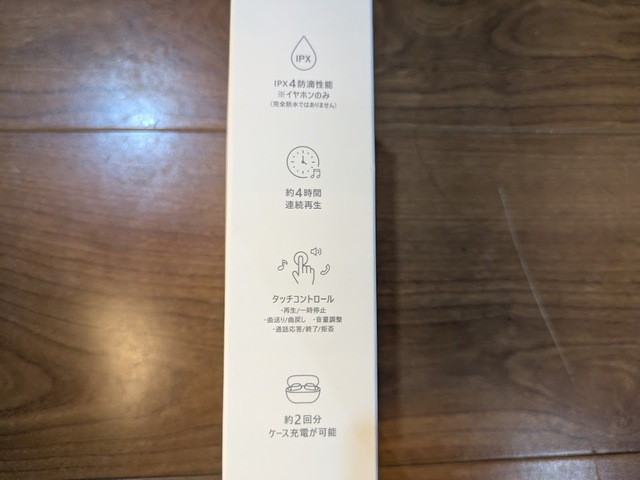 IPX
IPX4防滴性能
※イヤホンのみ
(完全防水ではありません)
約4時間
連続再生
タッチコントロール
・再生/一時停止
・曲送り/曲戻し ・音量調整
・通話応答/終了/拒否
約2回分
ケース充電が可能